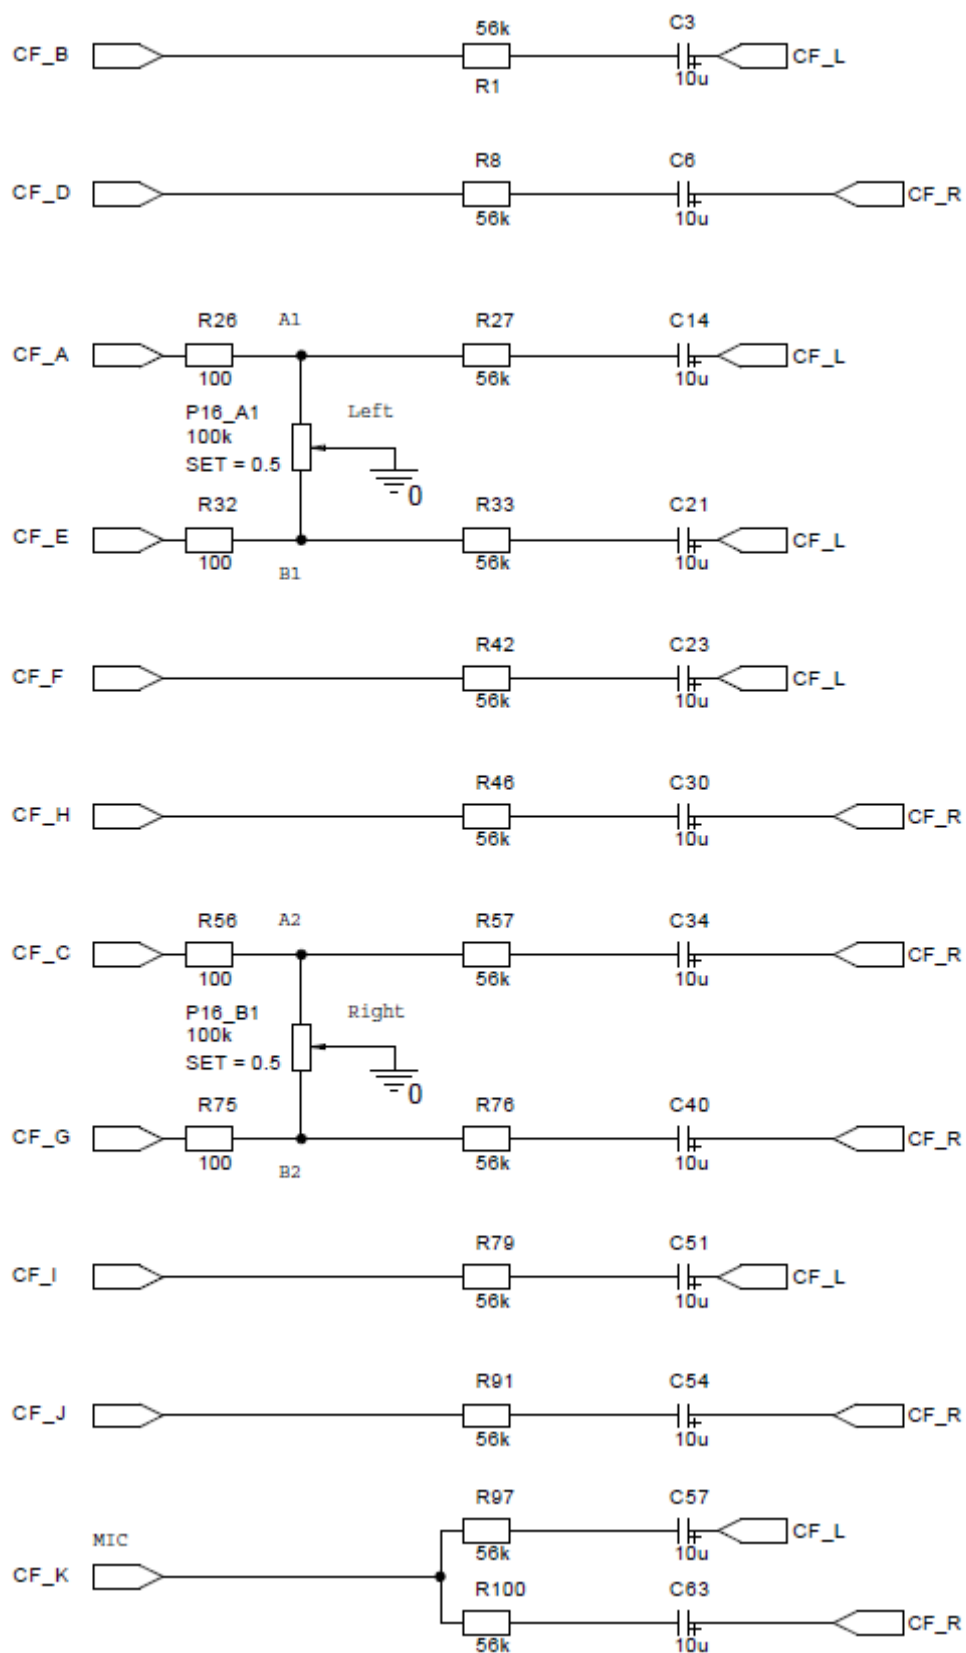 56k
C3
CF_B
CF_L
R1
10u
R8
C6
CF_D
CF_R
56k
10u
R26
A1
R27
C14
CF_A
CF_L
100
56k
10u
P16_A1
Left
100k
SET = 0.5
0
R32
R33
C21
CF_E
CF_L
100
B1
56k
10u
R42
C23
CF_F
CF_L
56k
10u
R46
C30
CF_H
CF_R
56k
10u
R56
A2
R57
C34
CF_C
CF_R
100
56k
10u
P16_B1
Right
100k
SET = 0.5
0
R75
R76
C40
CF_G
CF_R
100
B2
56k
10u
R79
C51
CF_I
CF_L
56k
10u
R91
C54
CF_J
CF_R
56k
10u
R97
C57
MIC
CF_L
56k
10u
CF_K
R100
C63
CF_R
56k
10u